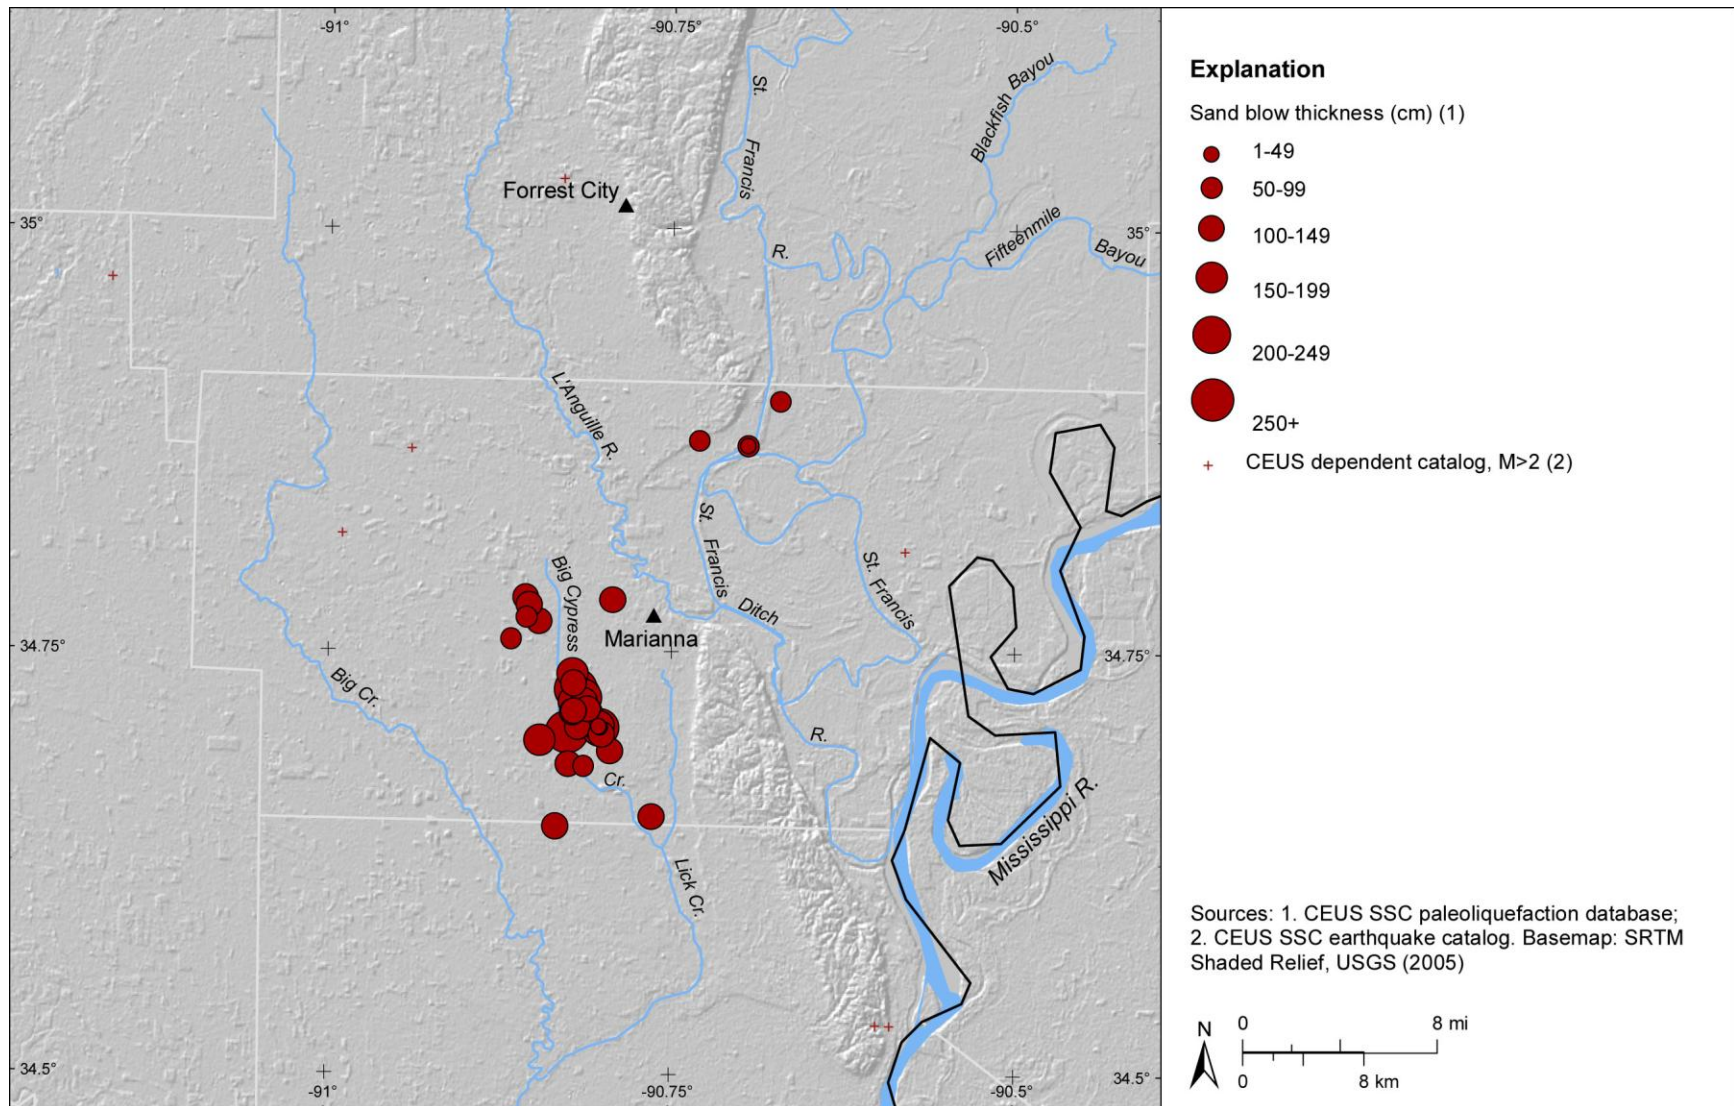 -91°
-90.75°
-90.5°
St.
Francis
R.
Blackfish Bayou
Fifteenmile
Bayou
Forrest City
35°
35°
L'Anguille R.
St.
Francis
Ditch
St. Francis
R.
Big Cypress
Cr.
Marianna
34.75°
34.75°
Big Cr.
Lick Cr.
Mississippi R.
34.5°
34.5°
-91°
-90.75°
-90.5°
Explanation
Sand blow thickness (cm) (1)
1-49
50-99
100-149
150-199
200-249
250+
CEUS dependent catalog, M>2 (2)
Sources: 1. CEUS SSC paleoliquefaction database;
2. CEUS SSC earthquake catalog. Basemap: SRTM
Shaded Relief, USGS (2005)
N
0 8 mi
0 8 km